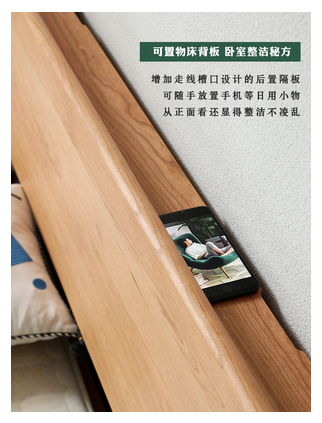 可置物床背板 卧室整洁秘方
增加走线槽口设计的后置隔板
可随手放置手机等日用小物
从正面看还显得整洁不凌乱